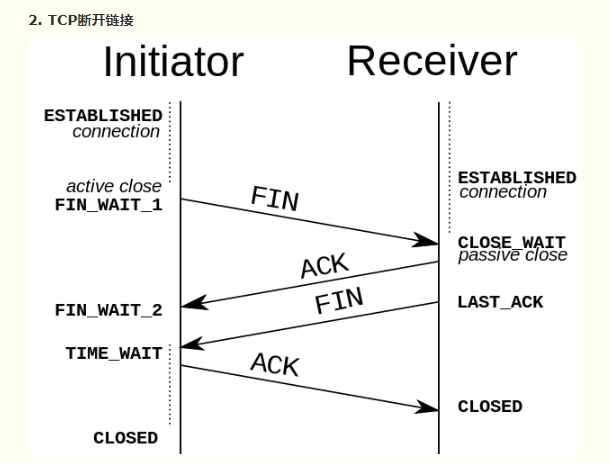 2. TCP断开链接
Initiator Receiver
ESTABLISHED
connection
active close
FIN_WAIT_1
FIN
ESTABLISHED
connection
CLOSE_WAIT
passive close
ACK
FIN_WAIT_2
FIN
LAST_ACK
TIME_WAIT
ACK
CLOSED
CLOSED